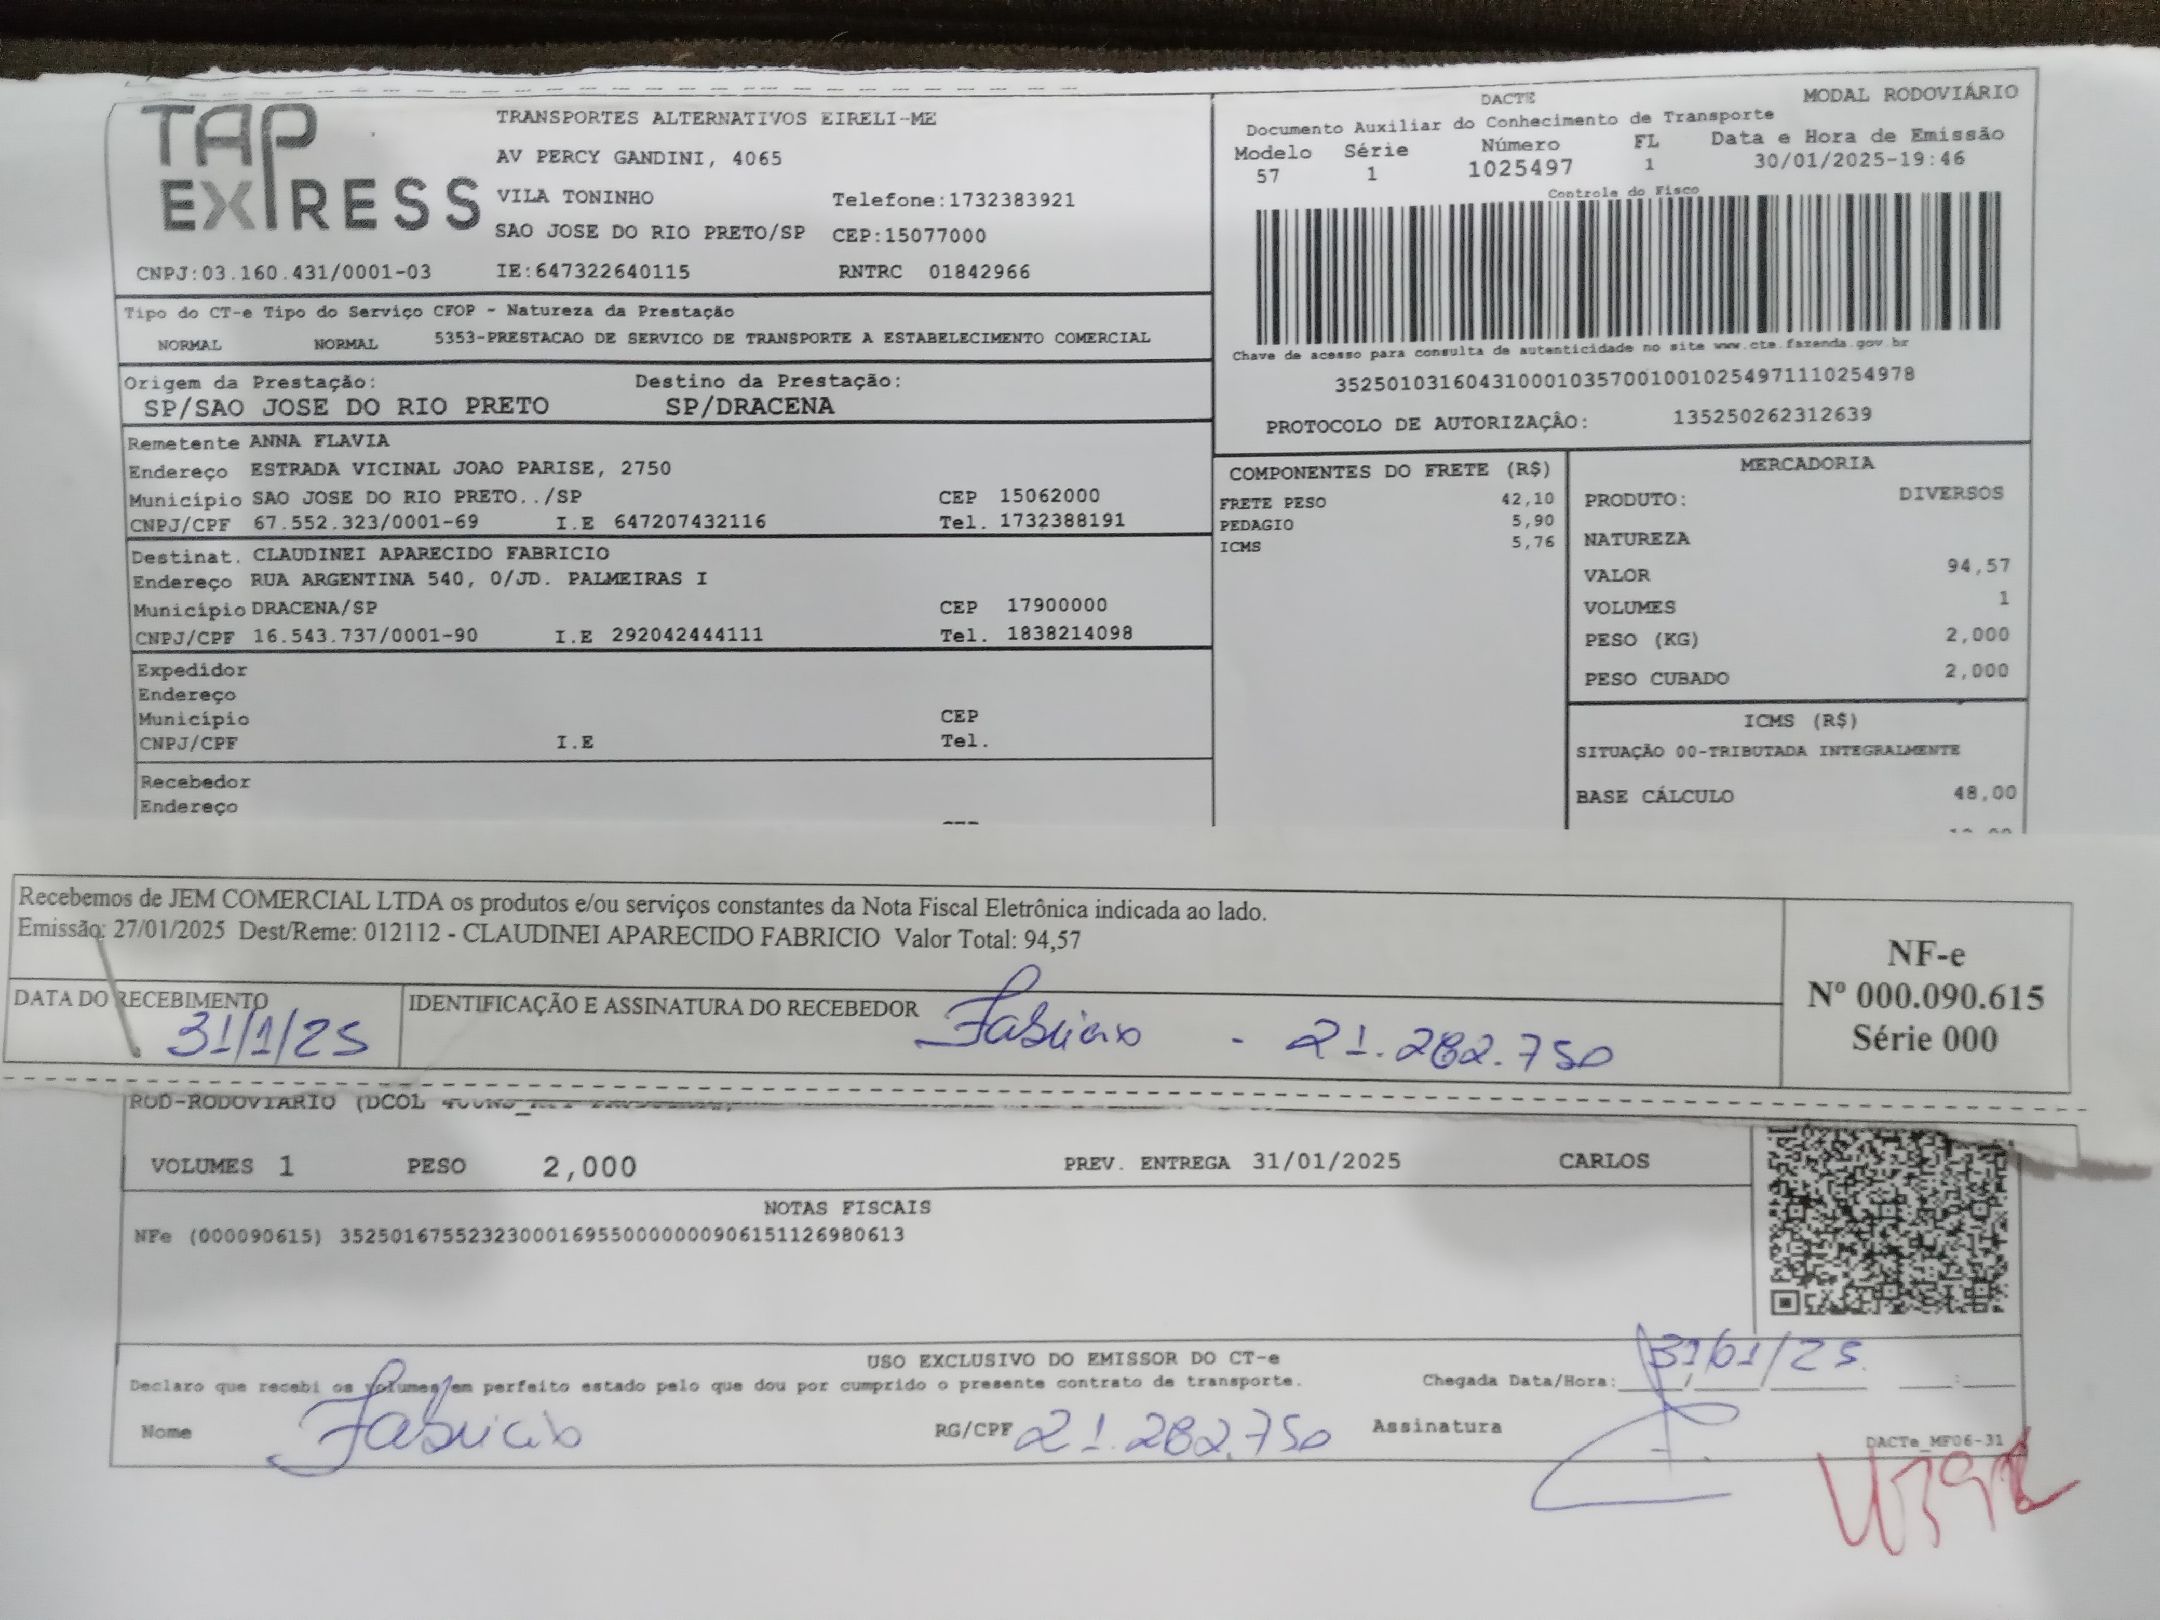 TAP EXPRESS
TRANSPORTES ALTERNATIVOS EIRELI-ME
AV PERCY GANDINI, 4065
VILA TONINHO Telefone:1732383921
SAO JOSE DO RIO PRETO/SP CEP:15077000
CNPJ:03.160.431/0001-03 IE:647322640115 RNTRC 01842966
DACTE MODAL RODOVIÁRIO
Documento Auxiliar do Conhecimento de Transporte
Modelo Série Número FL Data e Hora de Emissão
57 1 1025497 1 30/01/2025-19:46
Controle do Fisco
Chave de acesso para consulta de autenticidade no site www.cte.fazenda.gov.br
35250103160431000103570010010254971110254978
PROTOCOLO DE AUTORIZAÇÂO: 135250262312639
Tipo do CT-e Tipo do Serviço CFOP - Natureza da Prestação
NORMAL NORMAL 5353-PRESTACAO DE SERVICO DE TRANSPORTE A ESTABELECIMENTO COMERCIAL
Origem da Prestação: Destino da Prestação:
SP/SAO JOSE DO RIO PRETO SP/DRACENA
Remetente ANNA FLAVIA
Endereço ESTRADA VICINAL JOAO PARISE, 2750
Município SAO JOSE DO RIO PRETO../SP CEP 15062000
CNPJ/CPF 67.552.323/0001-69 I.E 647207432116 Tel. 1732388191
Destinat. CLAUDINEI APARECIDO FABRICIO
Endereço RUA ARGENTINA 540, 0/JD. PALMEIRAS I
Município DRACENA/SP CEP 17900000
CNPJ/CPF 16.543.737/0001-90 I.E 292042444111 Tel. 1838214098
Expedidor
Endereço
Município CEP
CNPJ/CPF I.E Tel.
Recebedor
Endereço
COMPONENTES DO FRETE (R$)
FRETE PESO 42,10
PEDAGIO 5,90
ICMS 5,76
MERCADORIA
PRODUTO: DIVERSOS
NATUREZA
VALOR 94,57
VOLUMES 1
PESO (KG) 2,000
PESO CUBADO 2,000
ICMS (R$)
SITUAÇÃO 00-TRIBUTADA INTEGRALMENTE
BASE CÁLCULO 48,00
Recebemos de JEM COMERCIAL LTDA os produtos e/ou serviços constantes da Nota Fiscal Eletrônica indicada ao lado.
Emissão: 27/01/2025 Dest/Reme: 012112 - CLAUDINEI APARECIDO FABRICIO Valor Total: 94,57
DATA DO RECEBIMENTO IDENTIFICAÇÃO E ASSINATURA DO RECEBEDOR
31/1/25 Fabricio - 21.282.750
NF-e
Nº 000.090.615
Série 000
ROD-RODOVIARIO (DCOL
VOLUMES 1 PESO 2,000 PREV. ENTREGA 31/01/2025 CARLOS
NOTAS FISCAIS
NFe (000090615) 35250167552323000169550000000906151126980613
USO EXCLUSIVO DO EMISSOR DO CT-e
Declaro que recebi os volumes em perfeito estado pelo que dou por cumprido o presente contrato de transporte. Chegada Data/Hora: 31/01/25
Nome Fabricio RG/CPF 21.282.750 Assinatura
DACTe_MF06-31